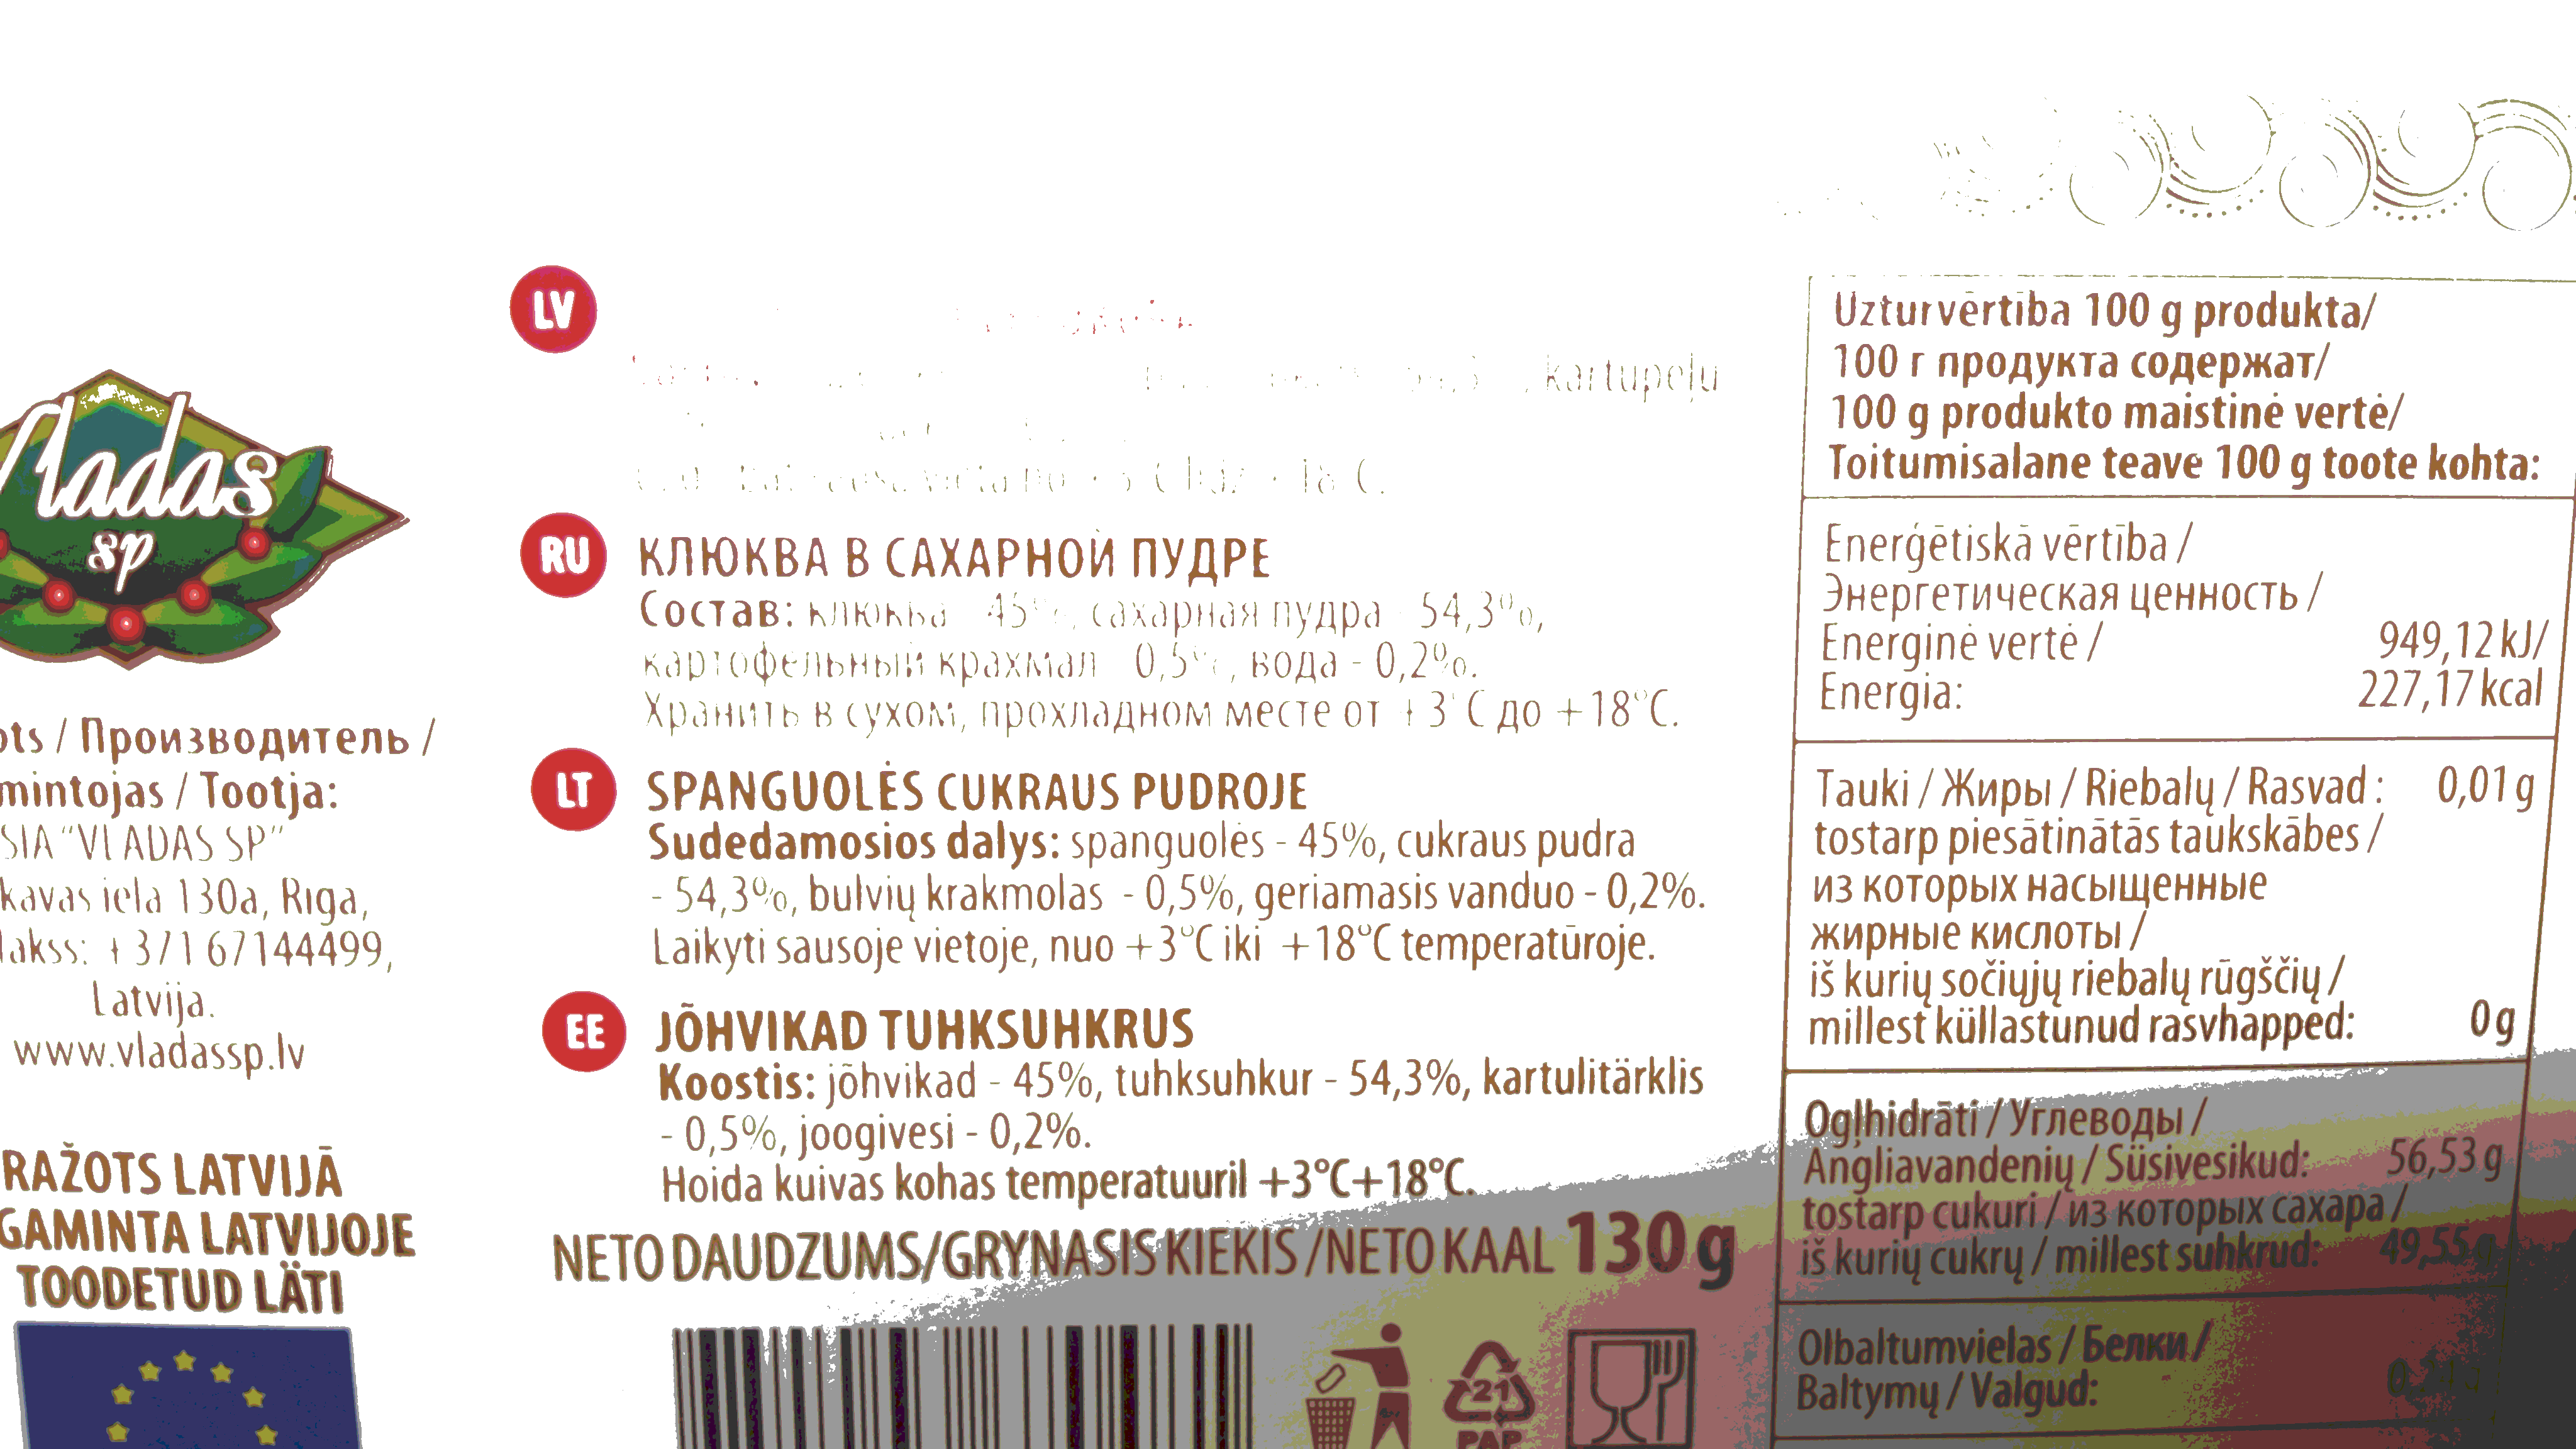 Vladas
sp
Производитель /
mintojas / Tootja:
SIA "VLADAS SP"
kavas iela 130a, Rīga,
+ 371 67144499,
Latvija.
www.vladassp.lv
RAŽOTS LATVIJĀ
GAMINTA LATVIJOJE
TOODETUD LÄTI
LV
kartupeļu
vieta no + 3 C līdz + 18 C.
RU КЛЮКВА В САХАРНОЙ ПУДРЕ
Состав: клюква 45%, сахарная пудра - 54,3%,
картофельный крахмал 0,5%, вода - 0,2%.
Хранить в сухом, прохладном месте от +3°C до +18°C.
LT SPANGUOLĖS CUKRAUS PUDROJE
Sudedamosios dalys: spanguolės - 45%, cukraus pudra
- 54,3%, bulvių krakmolas - 0,5%, geriamasis vanduo - 0,2%.
Laikyti sausoje vietoje, nuo +3°C iki +18°C temperatūroje.
EE JÕHVIKAD TUHKSUHKRUS
Koostis: jõhvikad - 45%, tuhksuhkur - 54,3%, kartulitärklis
- 0,5%, joogivesi - 0,2%.
Hoida kuivas kohas temperatuuril +3°C+18°C.
NETO DAUDZUMS/GRYNASIS KIEKIS /NETO KAAL 130 g
21
PAP
Uzturvērtība 100 g produkta/
100 г продукта содержат/
100 g produkto maistinė vertė/
Toitumisalane teave 100 g toote kohta:
Enerģētiskā vērtība /
Энергетическая ценность /
Energinė vertė / 949,12 kJ/
Energia: 227,17 kcal
Tauki / Жиры / Riebalų / Rasvad : 0,01 g
tostarp piesātinātās taukskābes /
из которых насыщенные
жирные кислоты /
iš kurių sočiųjų riebalų rūgščių /
millest küllastunud rasvhapped: 0 g
Ogļhidrāti / Углеводы /
Angliavandenių / Süsivesikud: 56,53 g
tostarp cukuri / из которых сахара /
iš kurių cukrų / millest suhkrud: 49,55 g
Olbaltumvielas / Белки /
Baltymų / Valgud: